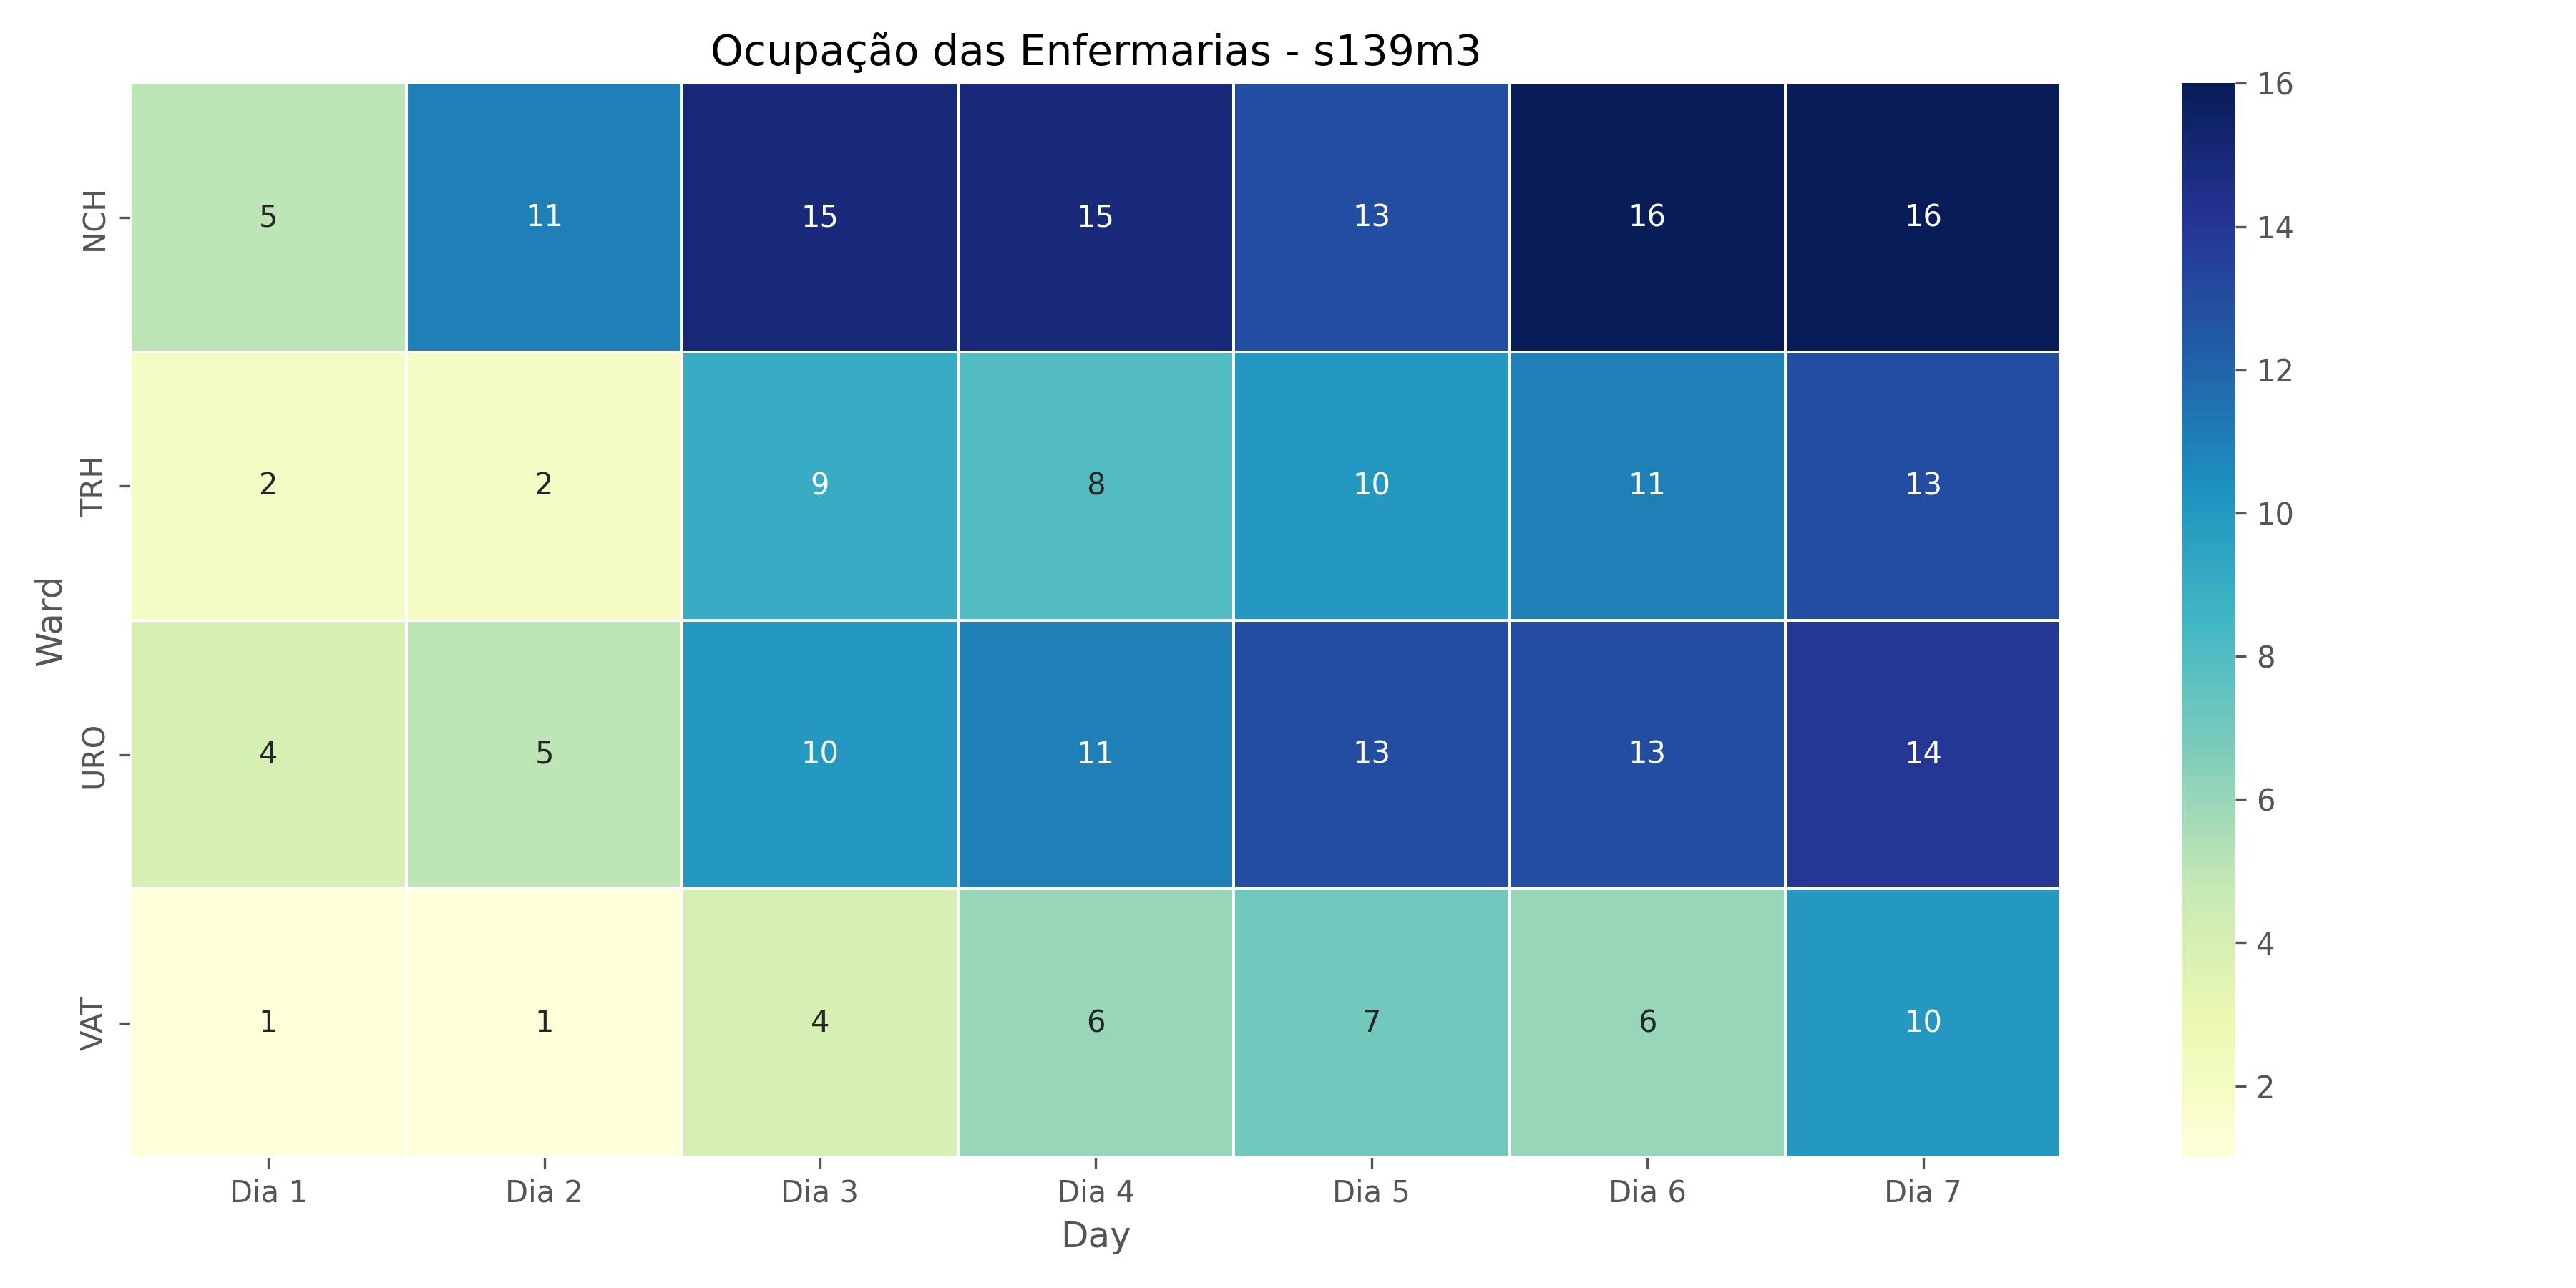 Ocupação das Enfermarias - s139m3
Ward
NCH 5 11 15 15 13 16 16
TRH 2 2 9 8 10 11 13
URO 4 5 10 11 13 13 14
VAT 1 1 4 6 7 6 10
Dia 1 Dia 2 Dia 3 Dia 4 Dia 5 Dia 6 Dia 7
Day
16
14
12
10
8
6
4
2